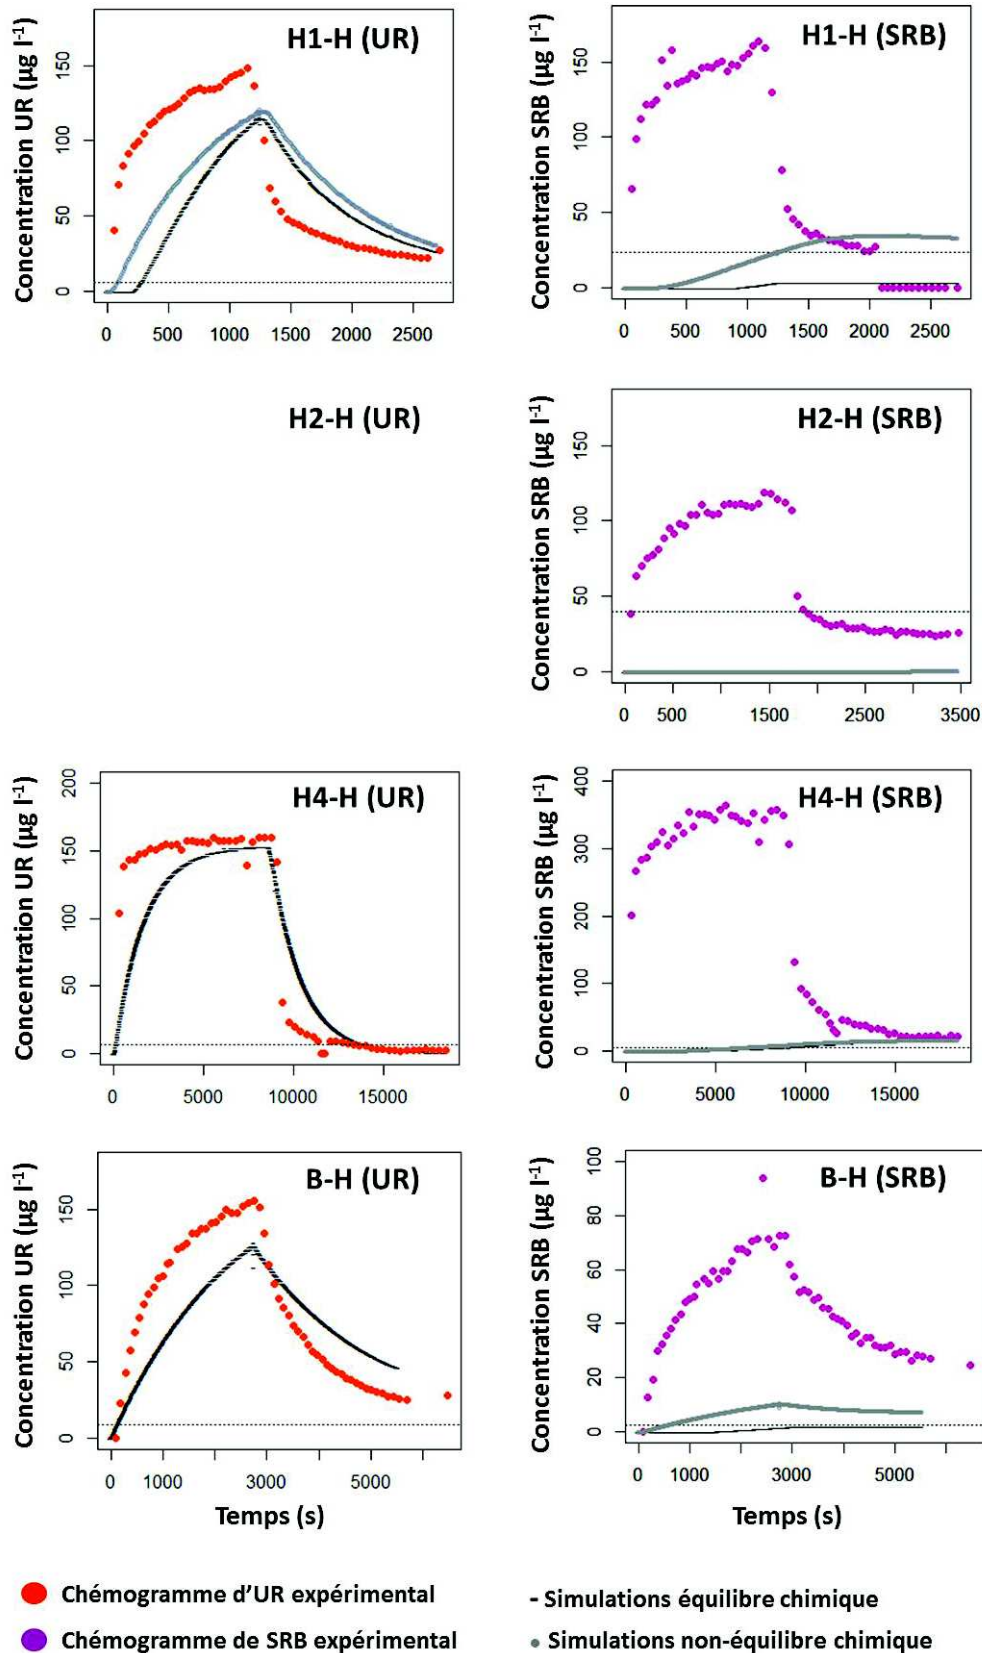 H1-H (UR)
Concentration UR (µg l⁻¹)
150
100
50
0
0 500 1000 1500 2000 2500
H1-H (SRB)
Concentration SRB (µg l⁻¹)
150
100
50
0
0 500 1000 1500 2000 2500
H2-H (UR)
H2-H (SRB)
Concentration SRB (µg l⁻¹)
150
100
50
0
0 500 1500 2500 3500
H4-H (UR)
Concentration UR (µg l⁻¹)
200
150
100
50
0
0 5000 10000 15000
H4-H (SRB)
Concentration SRB (µg l⁻¹)
400
300
200
100
0
0 5000 10000 15000
B-H (UR)
Concentration UR (µg l⁻¹)
150
100
50
0
0 1000 3000 5000
Temps (s)
B-H (SRB)
Concentration SRB (µg l⁻¹)
100
80
60
40
20
0
0 1000 3000 5000
Temps (s)
Chémogramme d'UR expérimental
Chémogramme de SRB expérimental
- Simulations équilibre chimique
Simulations non-équilibre chimique